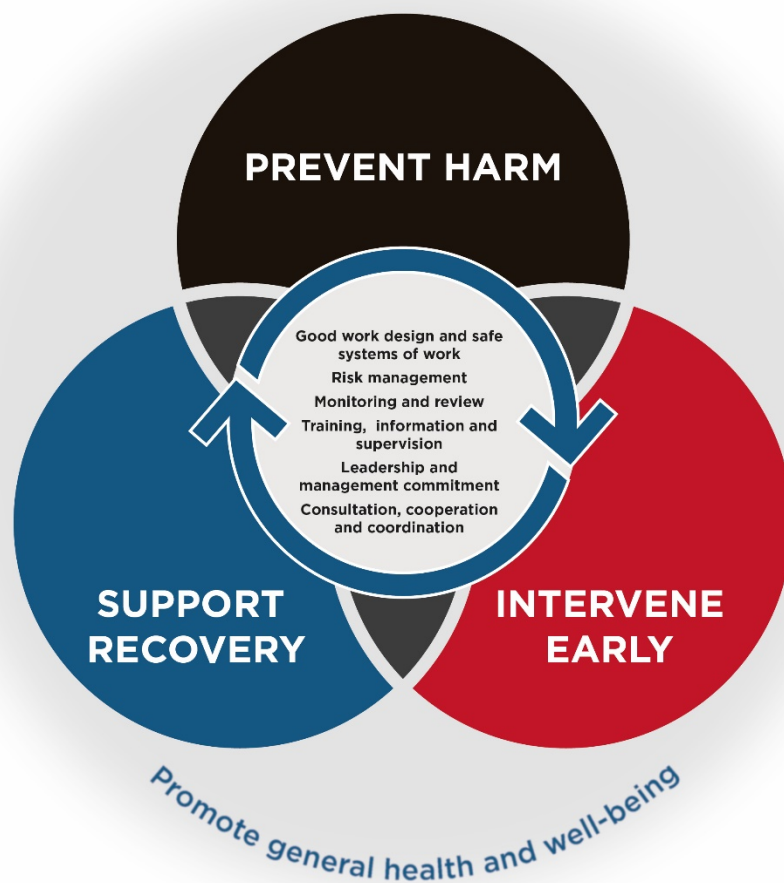 PREVENT HARM
Good work design and safe
systems of work
Risk management
Monitoring and review
Training, information and
supervision
Leadership and
management commitment
Consultation, cooperation
and coordination
SUPPORT
RECOVERY
INTERVENE
EARLY
Promote general health and well-being